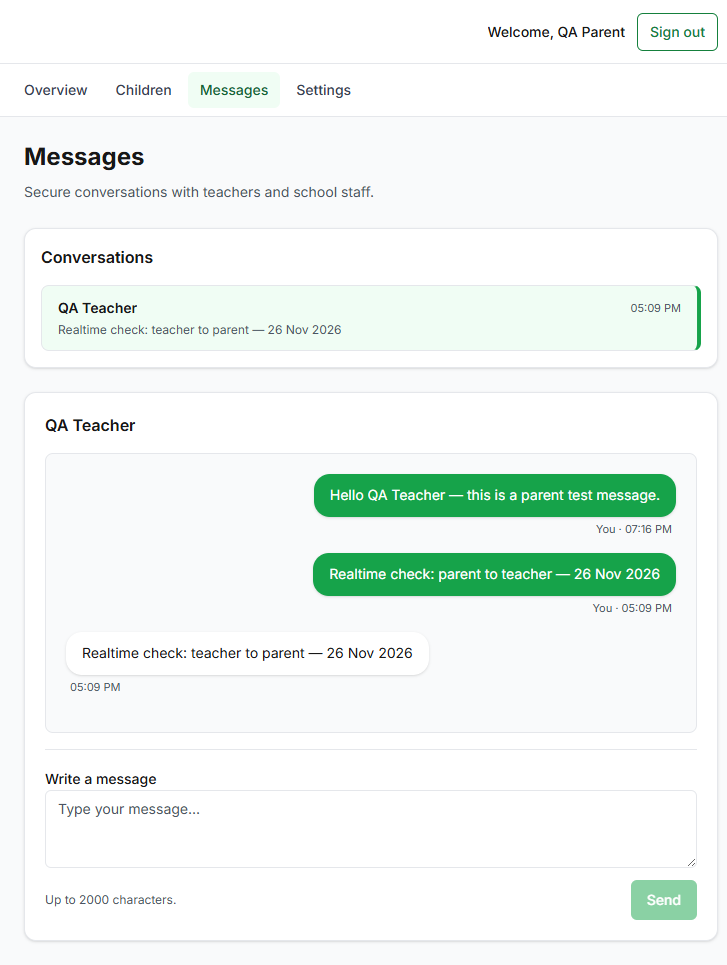 Welcome, QA Parent
Sign out
Overview
Children
Messages
Settings
Messages
Secure conversations with teachers and school staff.
Conversations
QA Teacher
05:09 PM
Realtime check: teacher to parent — 26 Nov 2026
QA Teacher
Hello QA Teacher — this is a parent test message.
You · 07:16 PM
Realtime check: parent to teacher — 26 Nov 2026
You · 05:09 PM
Realtime check: teacher to parent — 26 Nov 2026
05:09 PM
Write a message
Type your message...
Up to 2000 characters.
Send